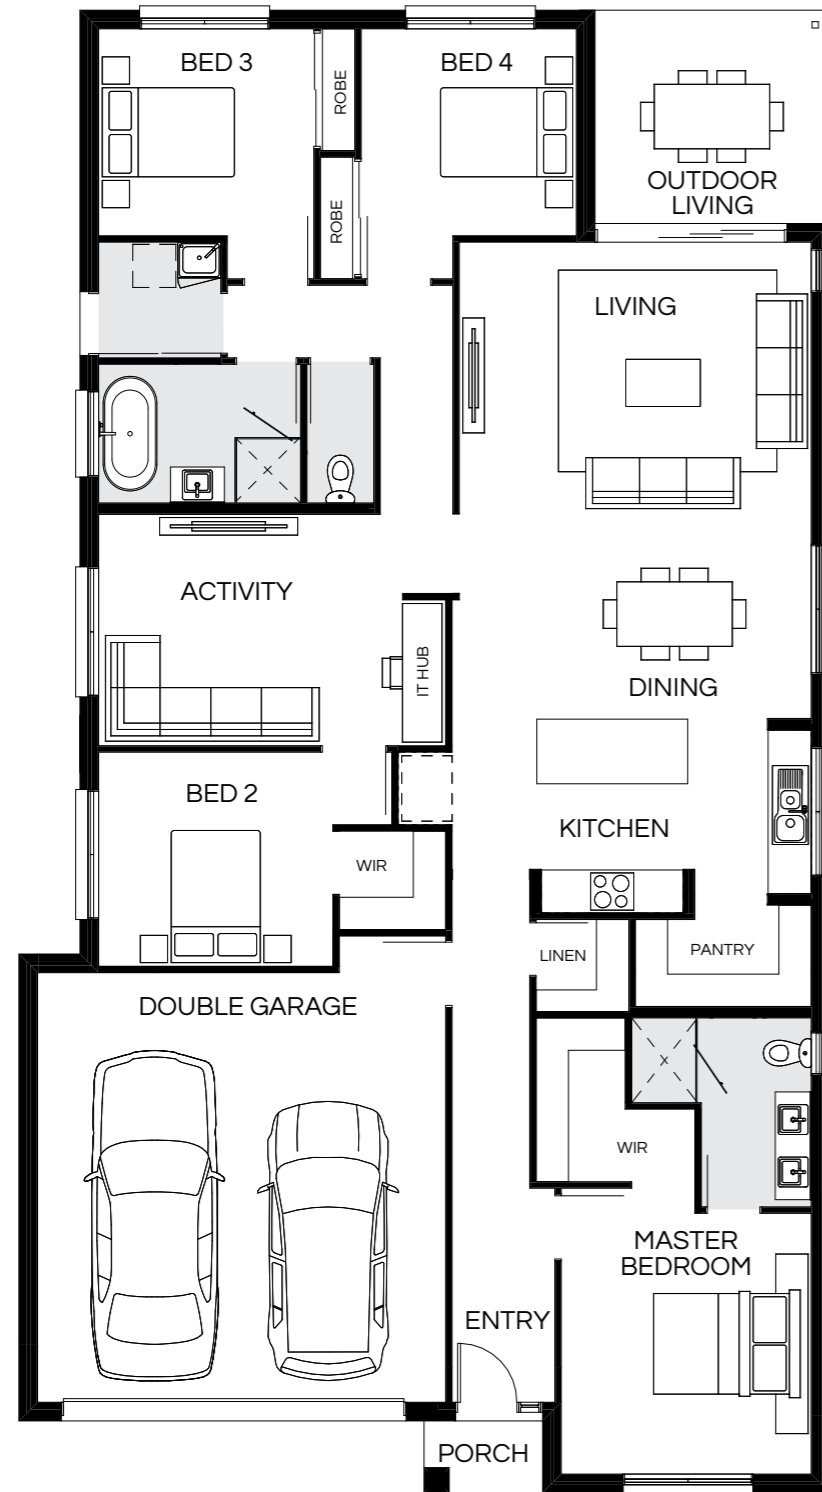 BED 3
ROBE
BED 4
ROBE
OUTDOOR
LIVING
LIVING
ACTIVITY
IT HUB
DINING
BED 2
KITCHEN
WIR
LINEN
PANTRY
DOUBLE GARAGE
WIR
MASTER
BEDROOM
ENTRY
PORCH